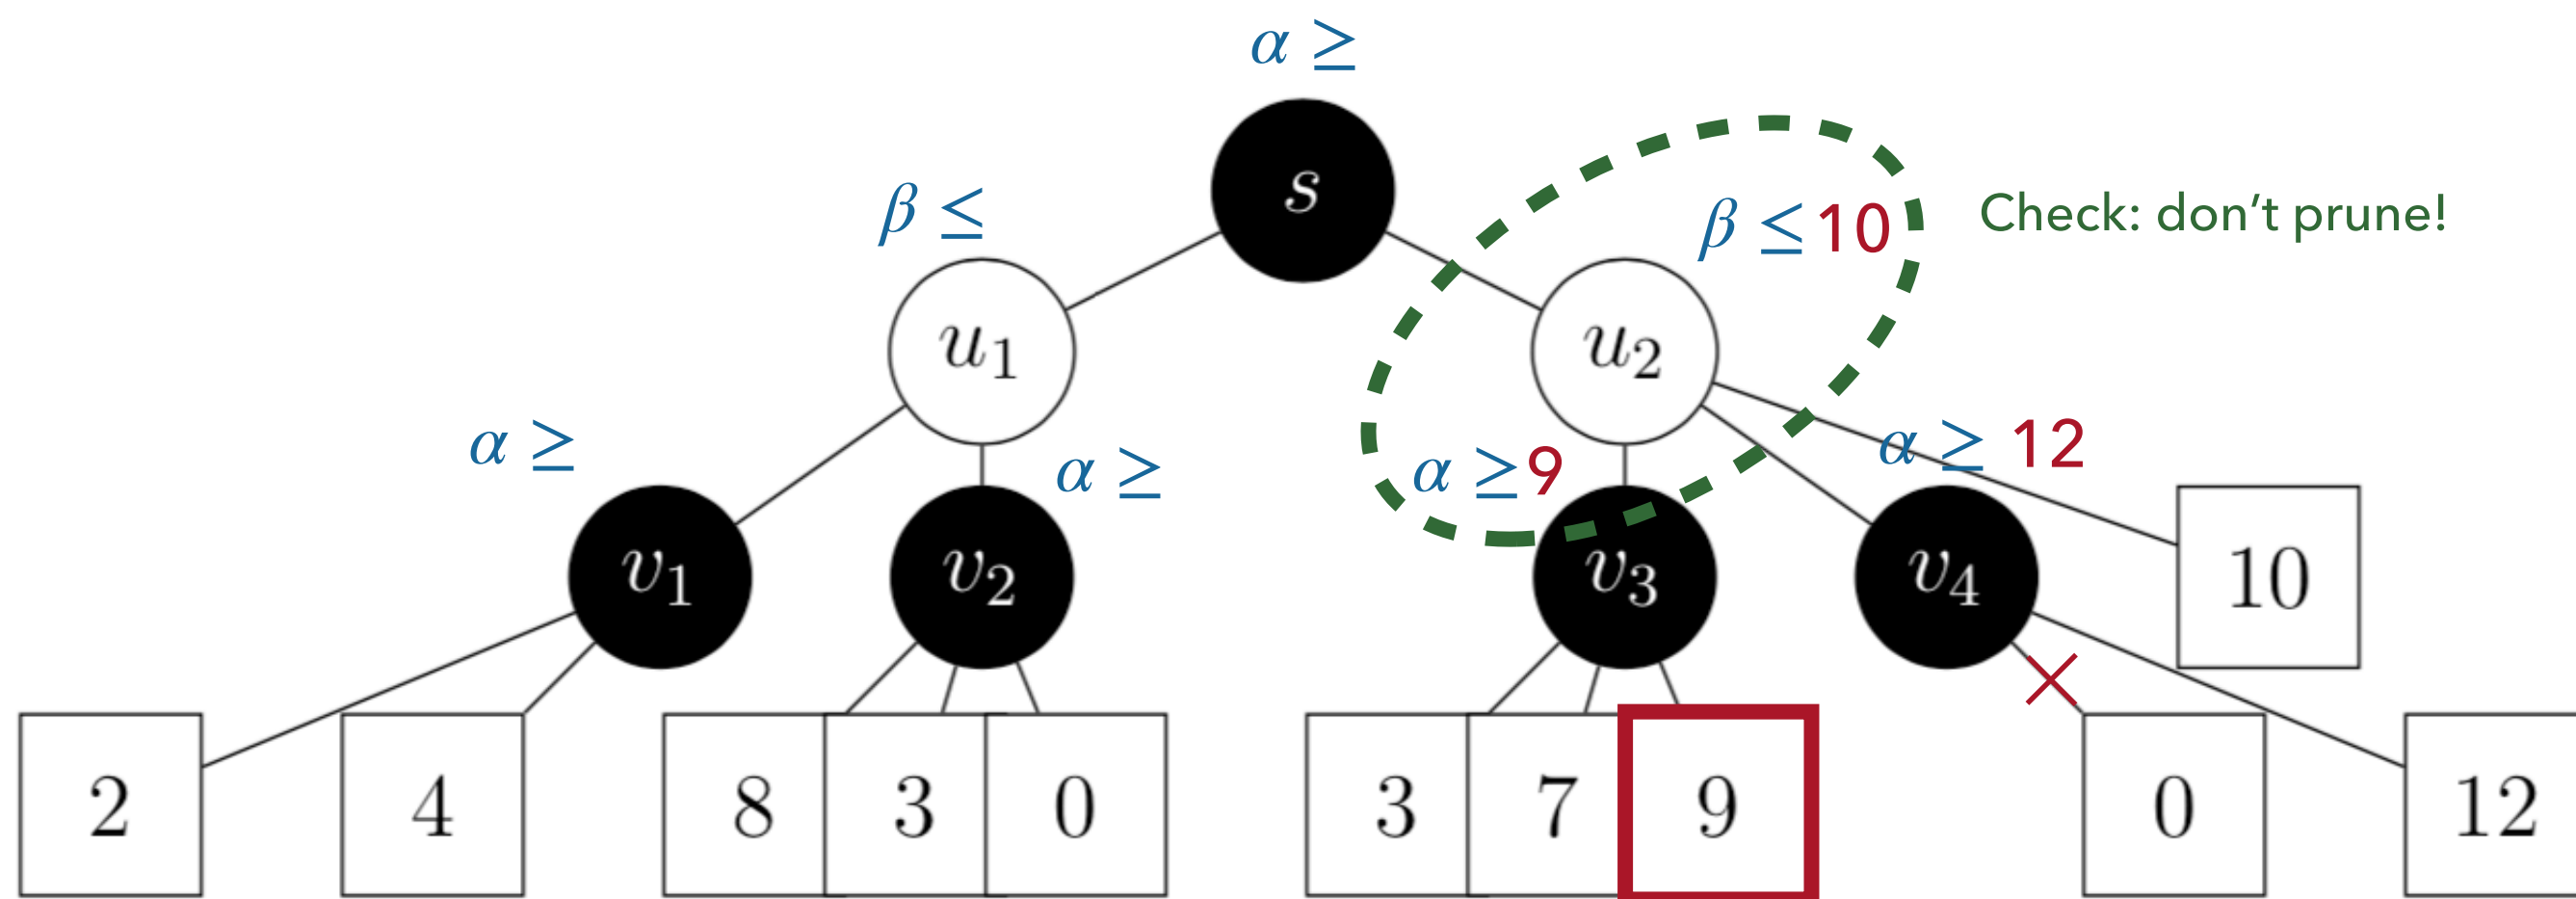 α ≥
s
β ≤
β ≤ 10
Check: don't prune!
u₁
u₂
α ≥
α ≥
α ≥ 9
α ≥ 12
v₁
v₂
v₃
v₄
10
2
4
8
3
0
3
7
9
0
12